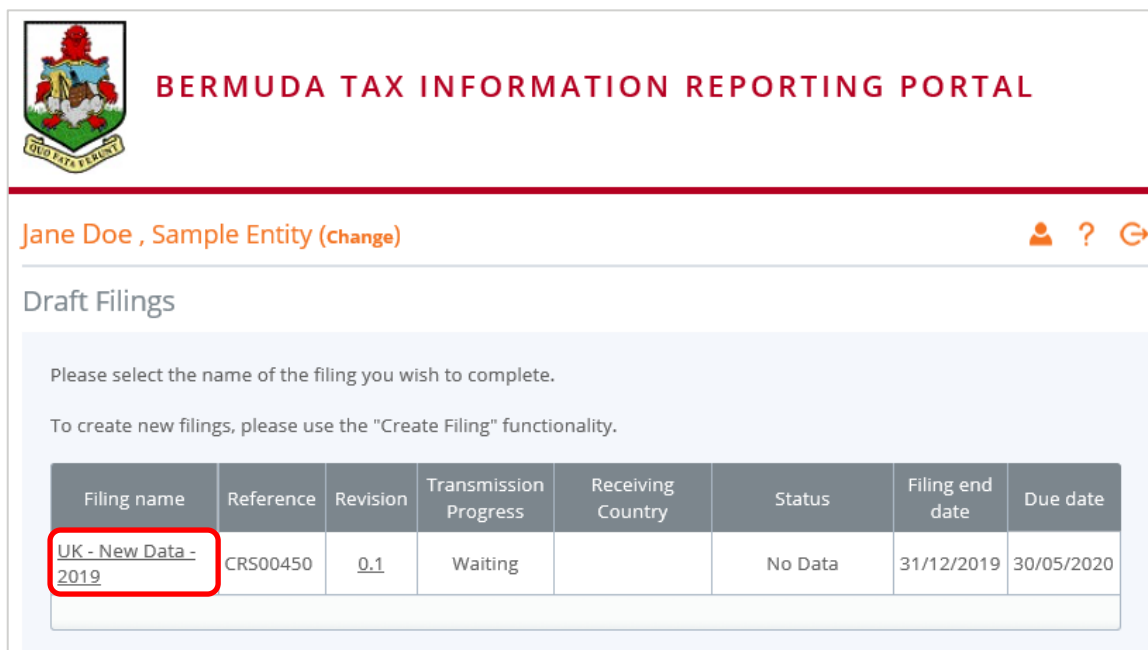 BERMUDA TAX INFORMATION REPORTING PORTAL
QUO FATA FERUNT
Jane Doe , Sample Entity (Change)
?
Draft Filings
Please select the name of the filing you wish to complete.
To create new filings, please use the "Create Filing" functionality.
Filing name Reference Revision Transmission Progress Receiving Country Status Filing end date Due date
UK - New Data - 2019 CRS00450 0.1 Waiting No Data 31/12/2019 30/05/2020